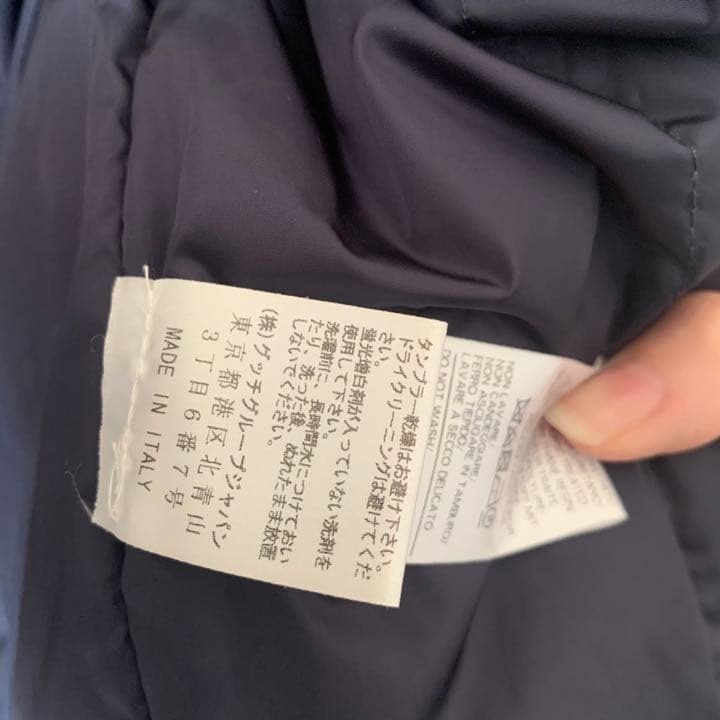 タンブラー乾燥はお避け下さい。
ドライクリーニングは避けてくだ
さい。
螢光増白剤が入っていない洗剤を
使用して下さい。
洗濯前に、長時間水につけておい
たり、洗った後、ぬれたまま放置
しないでください。
(株)グッチグループジャパン
東京都港区北青山
3丁目6番7号
MADE IN ITALY
NON LAVARE/
NON CANDEGGIARE/
NON ASCIUGARE IN TAMBURO/
FERRO TIEPIDO/
LAVARE A SECCO DELICATO
DO NOT WASH/